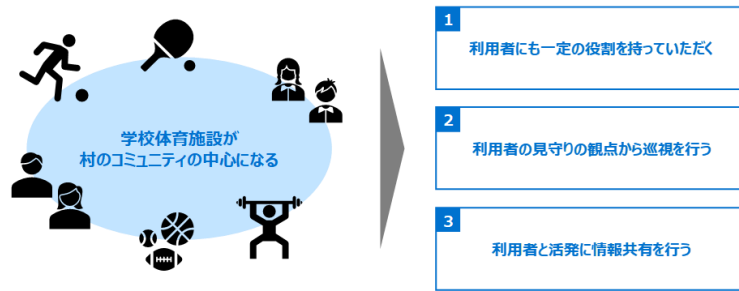 学校体育施設が
村のコミュニティの中心になる
1
利用者にも一定の役割を持っていただく
2
利用者の見守りの観点から巡視を行う
3
利用者と活発に情報共有を行う